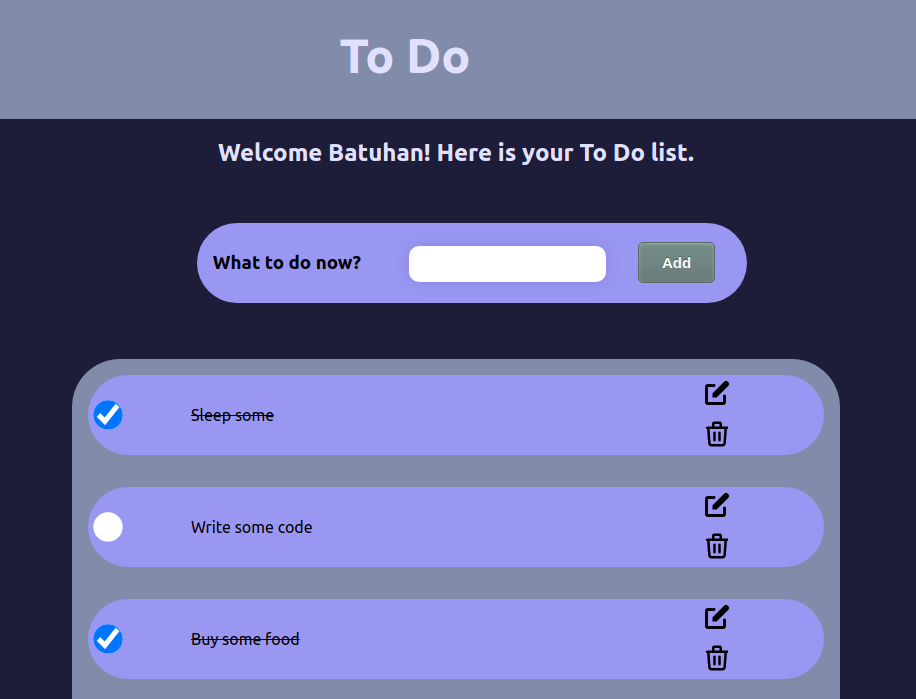 To Do
Welcome Batuhan! Here is your To Do list.
What to do now? Add
Sleep some
Write some code
Buy some food